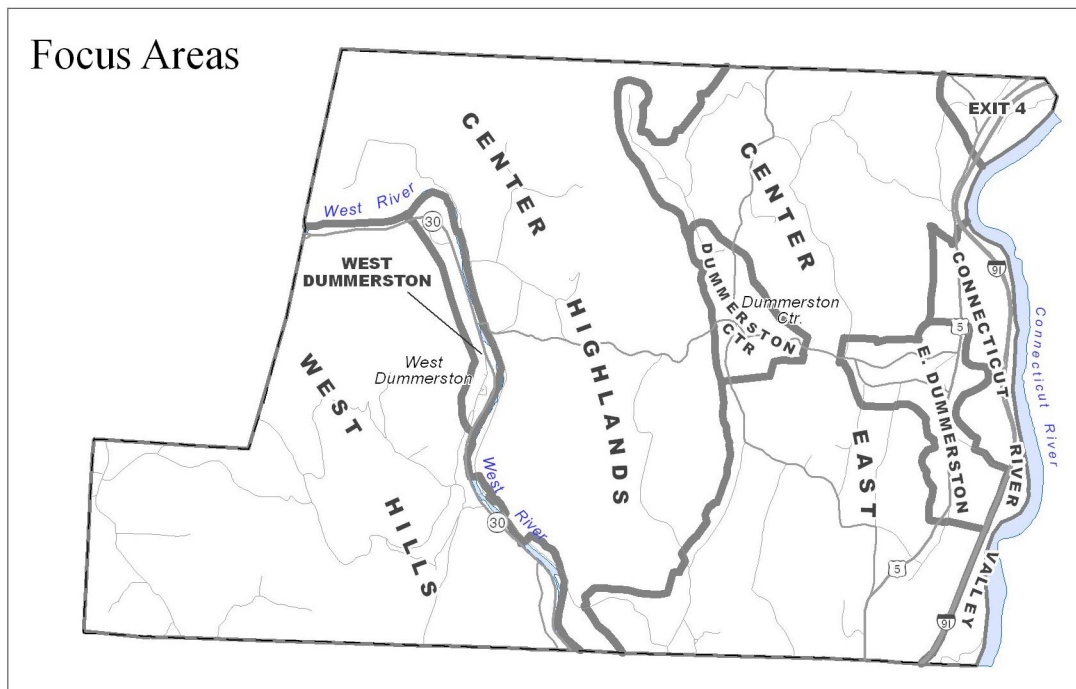 Focus Areas
EXIT 4
CENTER
HIGHLANDS
CENTER
EAST
West River
30
WEST
DUMMERSTON
West
Dummerston
WEST
HILLS
DUMMERSTON
CTR
Dummerston
Ctr.
CONNECTICUT
RIVER
VALLEY
91
5
E. DUMMERSTON
Connecticut River
West
River
30
5
91